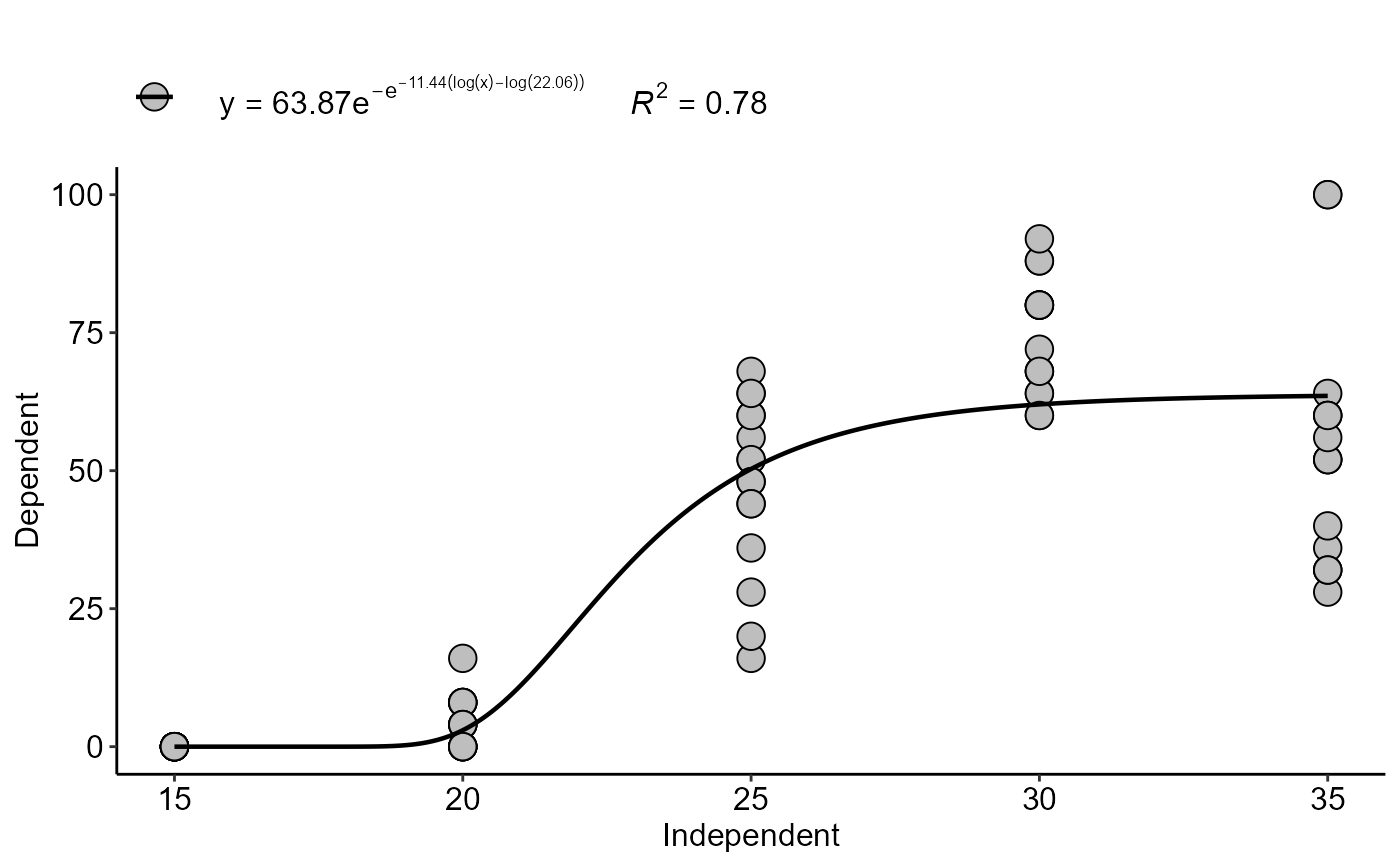 y = 63.87e^−e^−11.44(log(x)−log(22.06)) R² = 0.78
100
75
50
25
0
Dependent
15 20 25 30 35
Independent